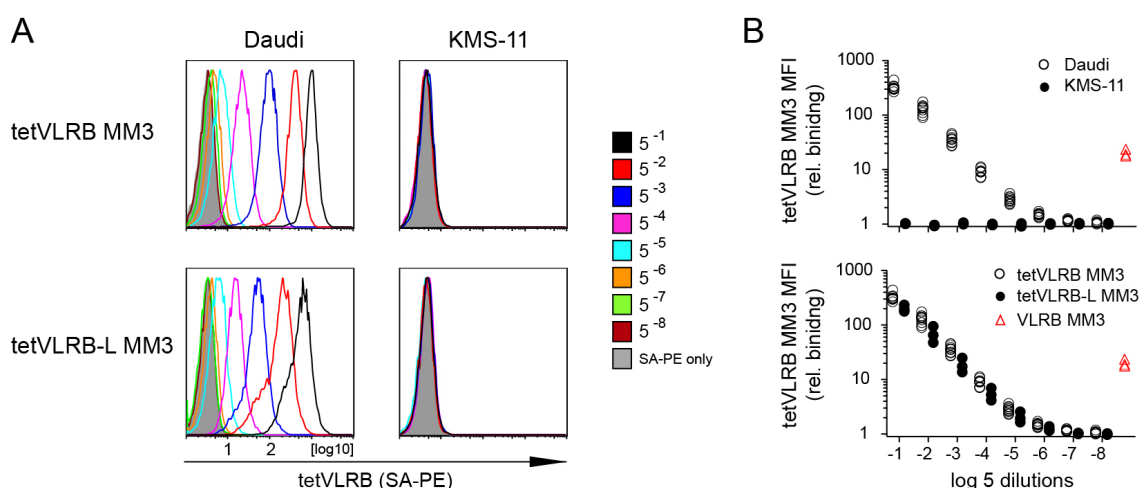 A
B
Daudi
KMS-11
tetVLRB MM3
tetVLRB-L MM3
1
2
[log10]
tetVLRB (SA-PE)
5 -1
5 -2
5 -3
5 -4
5 -5
5 -6
5 -7
5 -8
SA-PE only
tetVLRB MM3 MFI
(rel. binidng)
1000
100
10
1
Daudi
KMS-11
tetVLRB MM3 MFI
(rel. binidng)
1000
100
10
1
tetVLRB MM3
tetVLRB-L MM3
VLRB MM3
-1 -2 -3 -4 -5 -6 -7 -8
log 5 dilutions